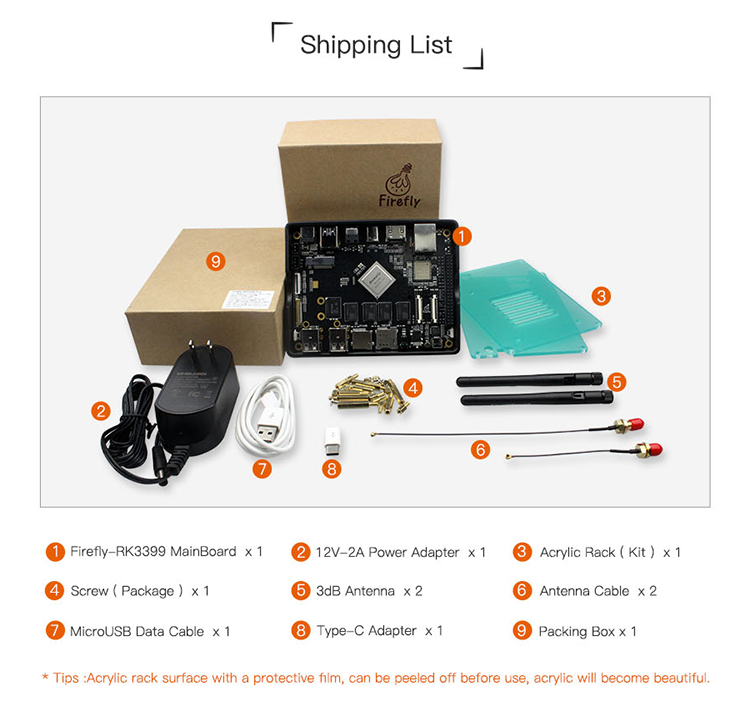 Shipping List
Firefly
1
9
3
2
4
5
6
7
8
1 Firefly-RK3399 MainBoard x 1
2 12V-2A Power Adapter x 1
3 Acrylic Rack ( Kit ) x 1
4 Screw ( Package ) x 1
5 3dB Antenna x 2
6 Antenna Cable x 2
7 MicroUSB Data Cable x 1
8 Type-C Adapter x 1
9 Packing Box x 1
* Tips :Acrylic rack surface with a protective film, can be peeled off before use, acrylic will become beautiful.